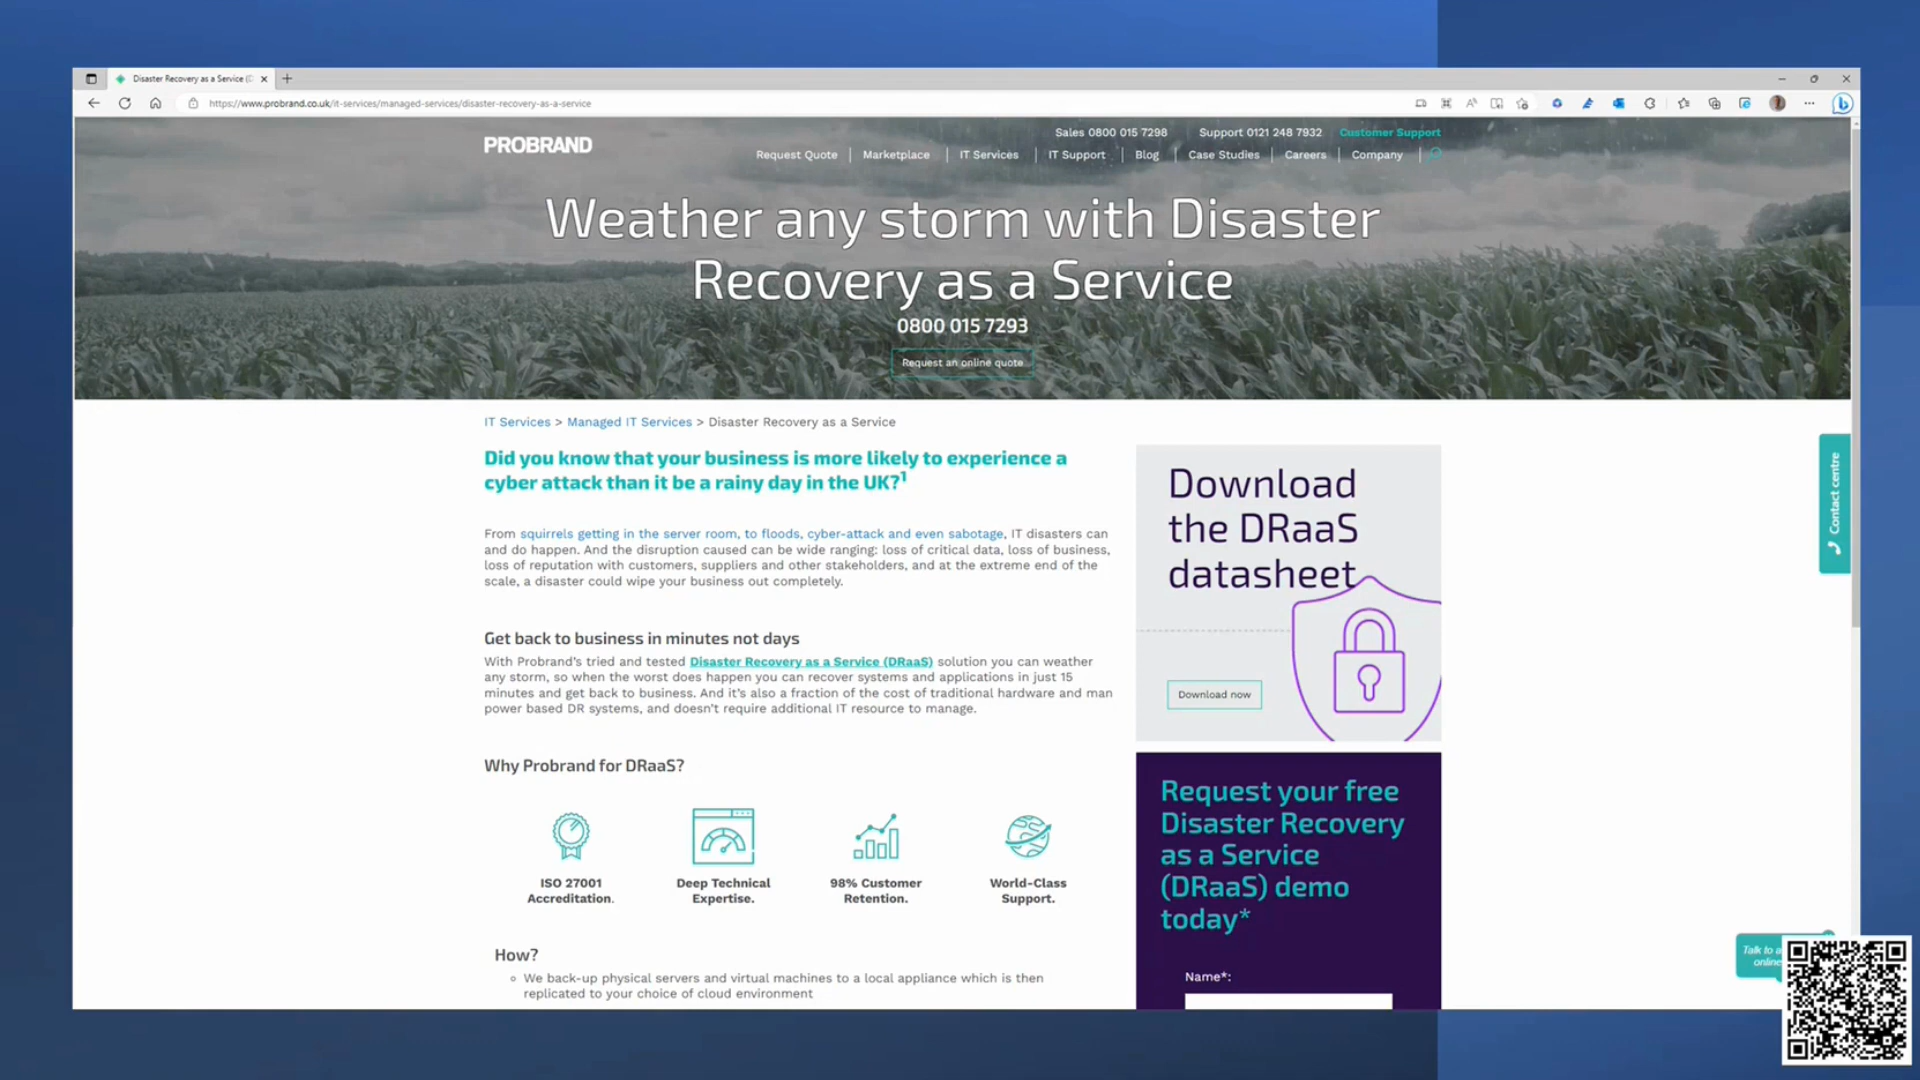 Disaster Recovery as a Service (D
https://www.probrand.co.uk/it-services/managed-services/disaster-recovery-as-a-service
PROBRAND
Sales 0800 015 7298 Support 0121 248 7932 Customer Support
Request Quote Marketplace IT Services IT Support Blog Case Studies Careers Company
Weather any storm with Disaster
Recovery as a Service
0800 015 7293
Request an online quote
IT Services > Managed IT Services > Disaster Recovery as a Service
Did you know that your business is more likely to experience a
cyber attack than it be a rainy day in the UK?1
From squirrels getting in the server room, to floods, cyber-attack and even sabotage, IT disasters can
and do happen. And the disruption caused can be wide ranging: loss of critical data, loss of business,
loss of reputation with customers, suppliers and other stakeholders, and at the extreme end of the
scale, a disaster could wipe your business out completely.
Get back to business in minutes not days
With Probrand's tried and tested Disaster Recovery as a Service (DRaaS) solution you can weather
any storm, so when the worst does happen you can recover systems and applications in just 15
minutes and get back to business. And it's also a fraction of the cost of traditional hardware and man
power based DR systems, and doesn't require additional IT resource to manage.
Why Probrand for DRaaS?
ISO 27001
Accreditation.
Deep Technical
Expertise.
98% Customer
Retention.
World-Class
Support.
How?
We back-up physical servers and virtual machines to a local appliance which is then
replicated to your choice of cloud environment
Download
the DRaaS
datasheet
Download now
Request your free
Disaster Recovery
as a Service
(DRaaS) demo
today*
Name*:
Contact centre
Talk to a
online